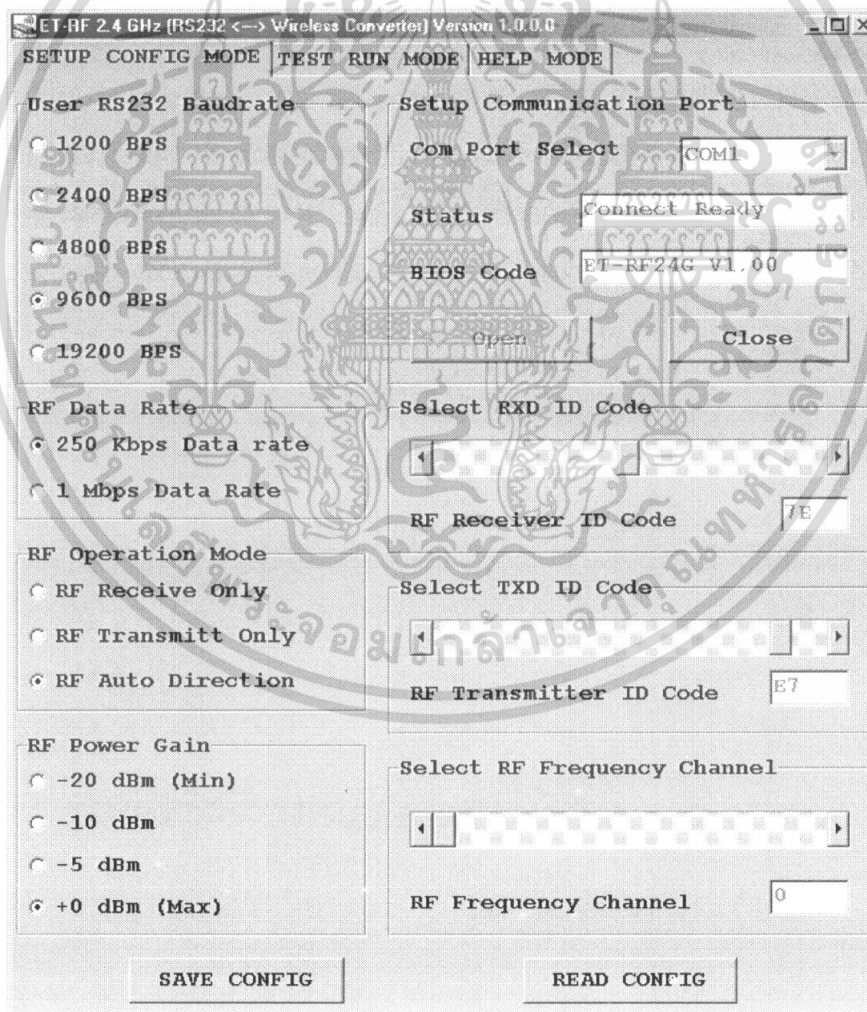 ET-RF 2.4 GHz (RS232 <---> Wireless Converter) Version 1.0.0.0
SETUP CONFIG MODE TEST RUN MODE HELP MODE
User RS232 Baudrate
1200 BPS
2400 BPS
4800 BPS
9600 BPS
19200 BPS
RF Data Rate
250 Kbps Data rate
1 Mbps Data Rate
RF Operation Mode
RF Receive Only
RF Transmitt Only
RF Auto Direction
RF Power Gain
-20 dBm (Min)
-10 dBm
-5 dBm
+0 dBm (Max)
Setup Communication Port
Com Port Select COM1
Status Connect Ready
BIOS Code ET-RF24G V1.00
Open Close
Select RXD ID Code
RF Receiver ID Code 7E
Select TXD ID Code
RF Transmitter ID Code E7
Select RF Frequency Channel
RF Frequency Channel 0
SAVE CONFIG READ CONFIG